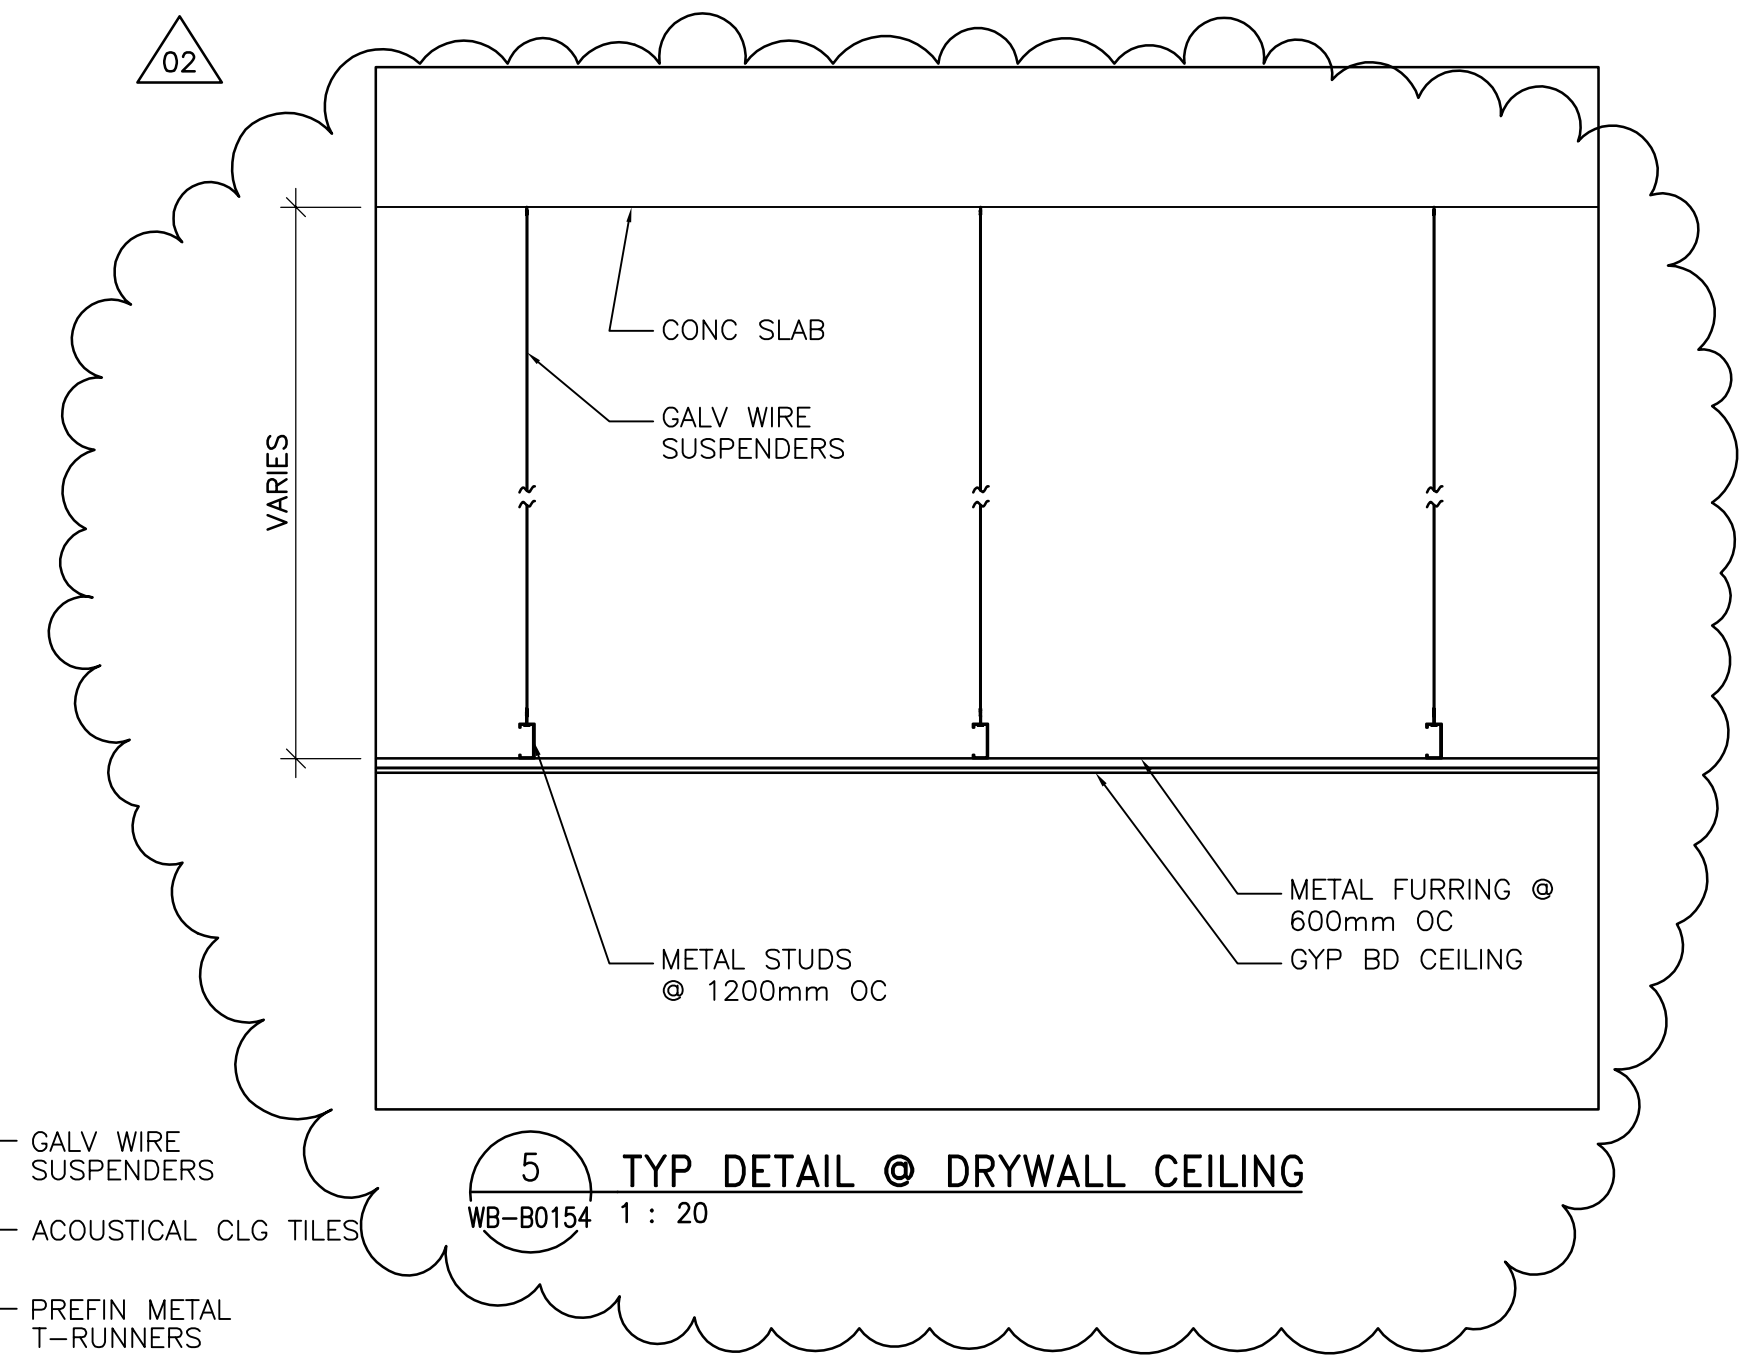 02
CONC SLAB
GALV WIRE
SUSPENDERS
VARIES
METAL FURRING @
600mm OC
GYP BD CEILING
METAL STUDS
@ 1200mm OC
GALV WIRE
SUSPENDERS
ACOUSTICAL CLG TILES
PREFIN METAL
T-RUNNERS
5
WB-B0154
TYP DETAIL @ DRYWALL CEILING
1 : 20